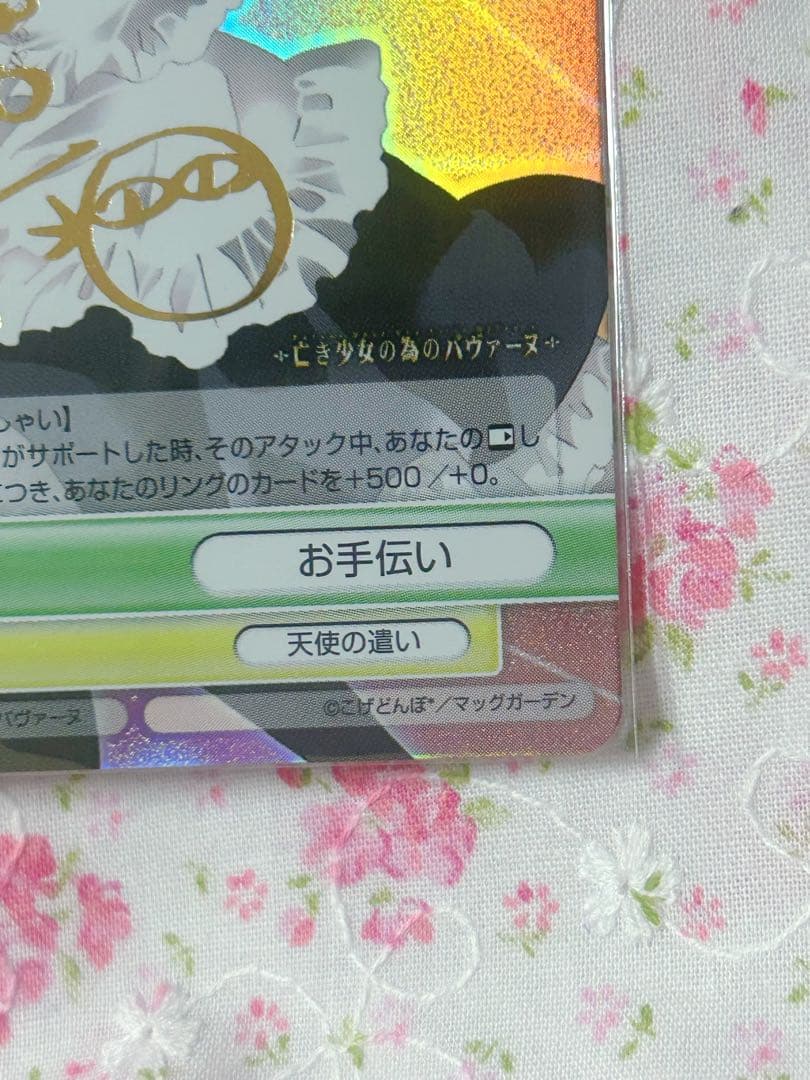 亡き少女の為のパヴァーヌ
しゃい】
がサポートした時、そのアタック中、あなたのし
につき、あなたのリングのカードを+500／+0。
お手伝い
天使の遣い
パヴァーヌ
©こげどんぼ*／マッグガーデン